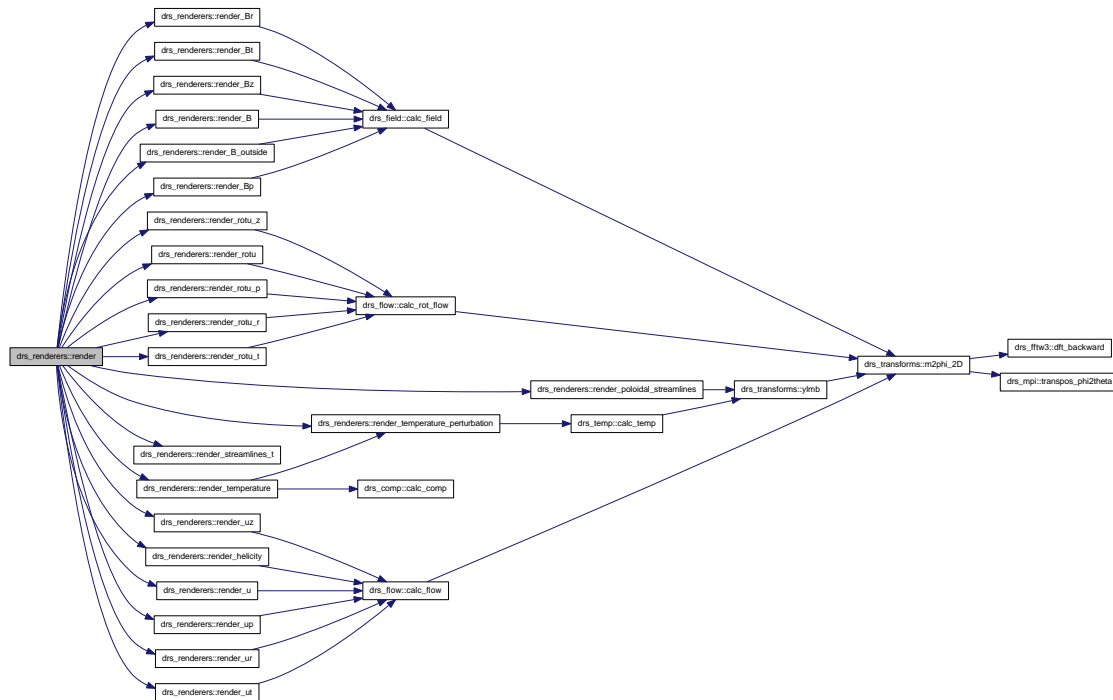 drs_renderers::render_Br
drs_renderers::render_Bt
drs_renderers::render_Bz
drs_renderers::render_B
drs_field::calc_field
drs_renderers::render_B_outside
drs_renderers::render_Bp
drs_renderers::render_rotu_z
drs_renderers::render_rotu
drs_renderers::render_rotu_p
drs_flow::calc_rot_flow
drs_renderers::render_rotu_r
drs_renderers::render
drs_renderers::render_rotu_t
drs_transforms::m2phi_2D
drs_fftw3::dft_backward
drs_mpi::transpos_phi2theta
drs_renderers::render_poloidal_streamlines
drs_transforms::ylmb
drs_renderers::render_temperature_perturbation
drs_temp::calc_temp
drs_renderers::render_streamlines_t
drs_renderers::render_temperature
drs_comp::calc_comp
drs_renderers::render_uz
drs_renderers::render_helicity
drs_renderers::render_u
drs_flow::calc_flow
drs_renderers::render_up
drs_renderers::render_ur
drs_renderers::render_ut